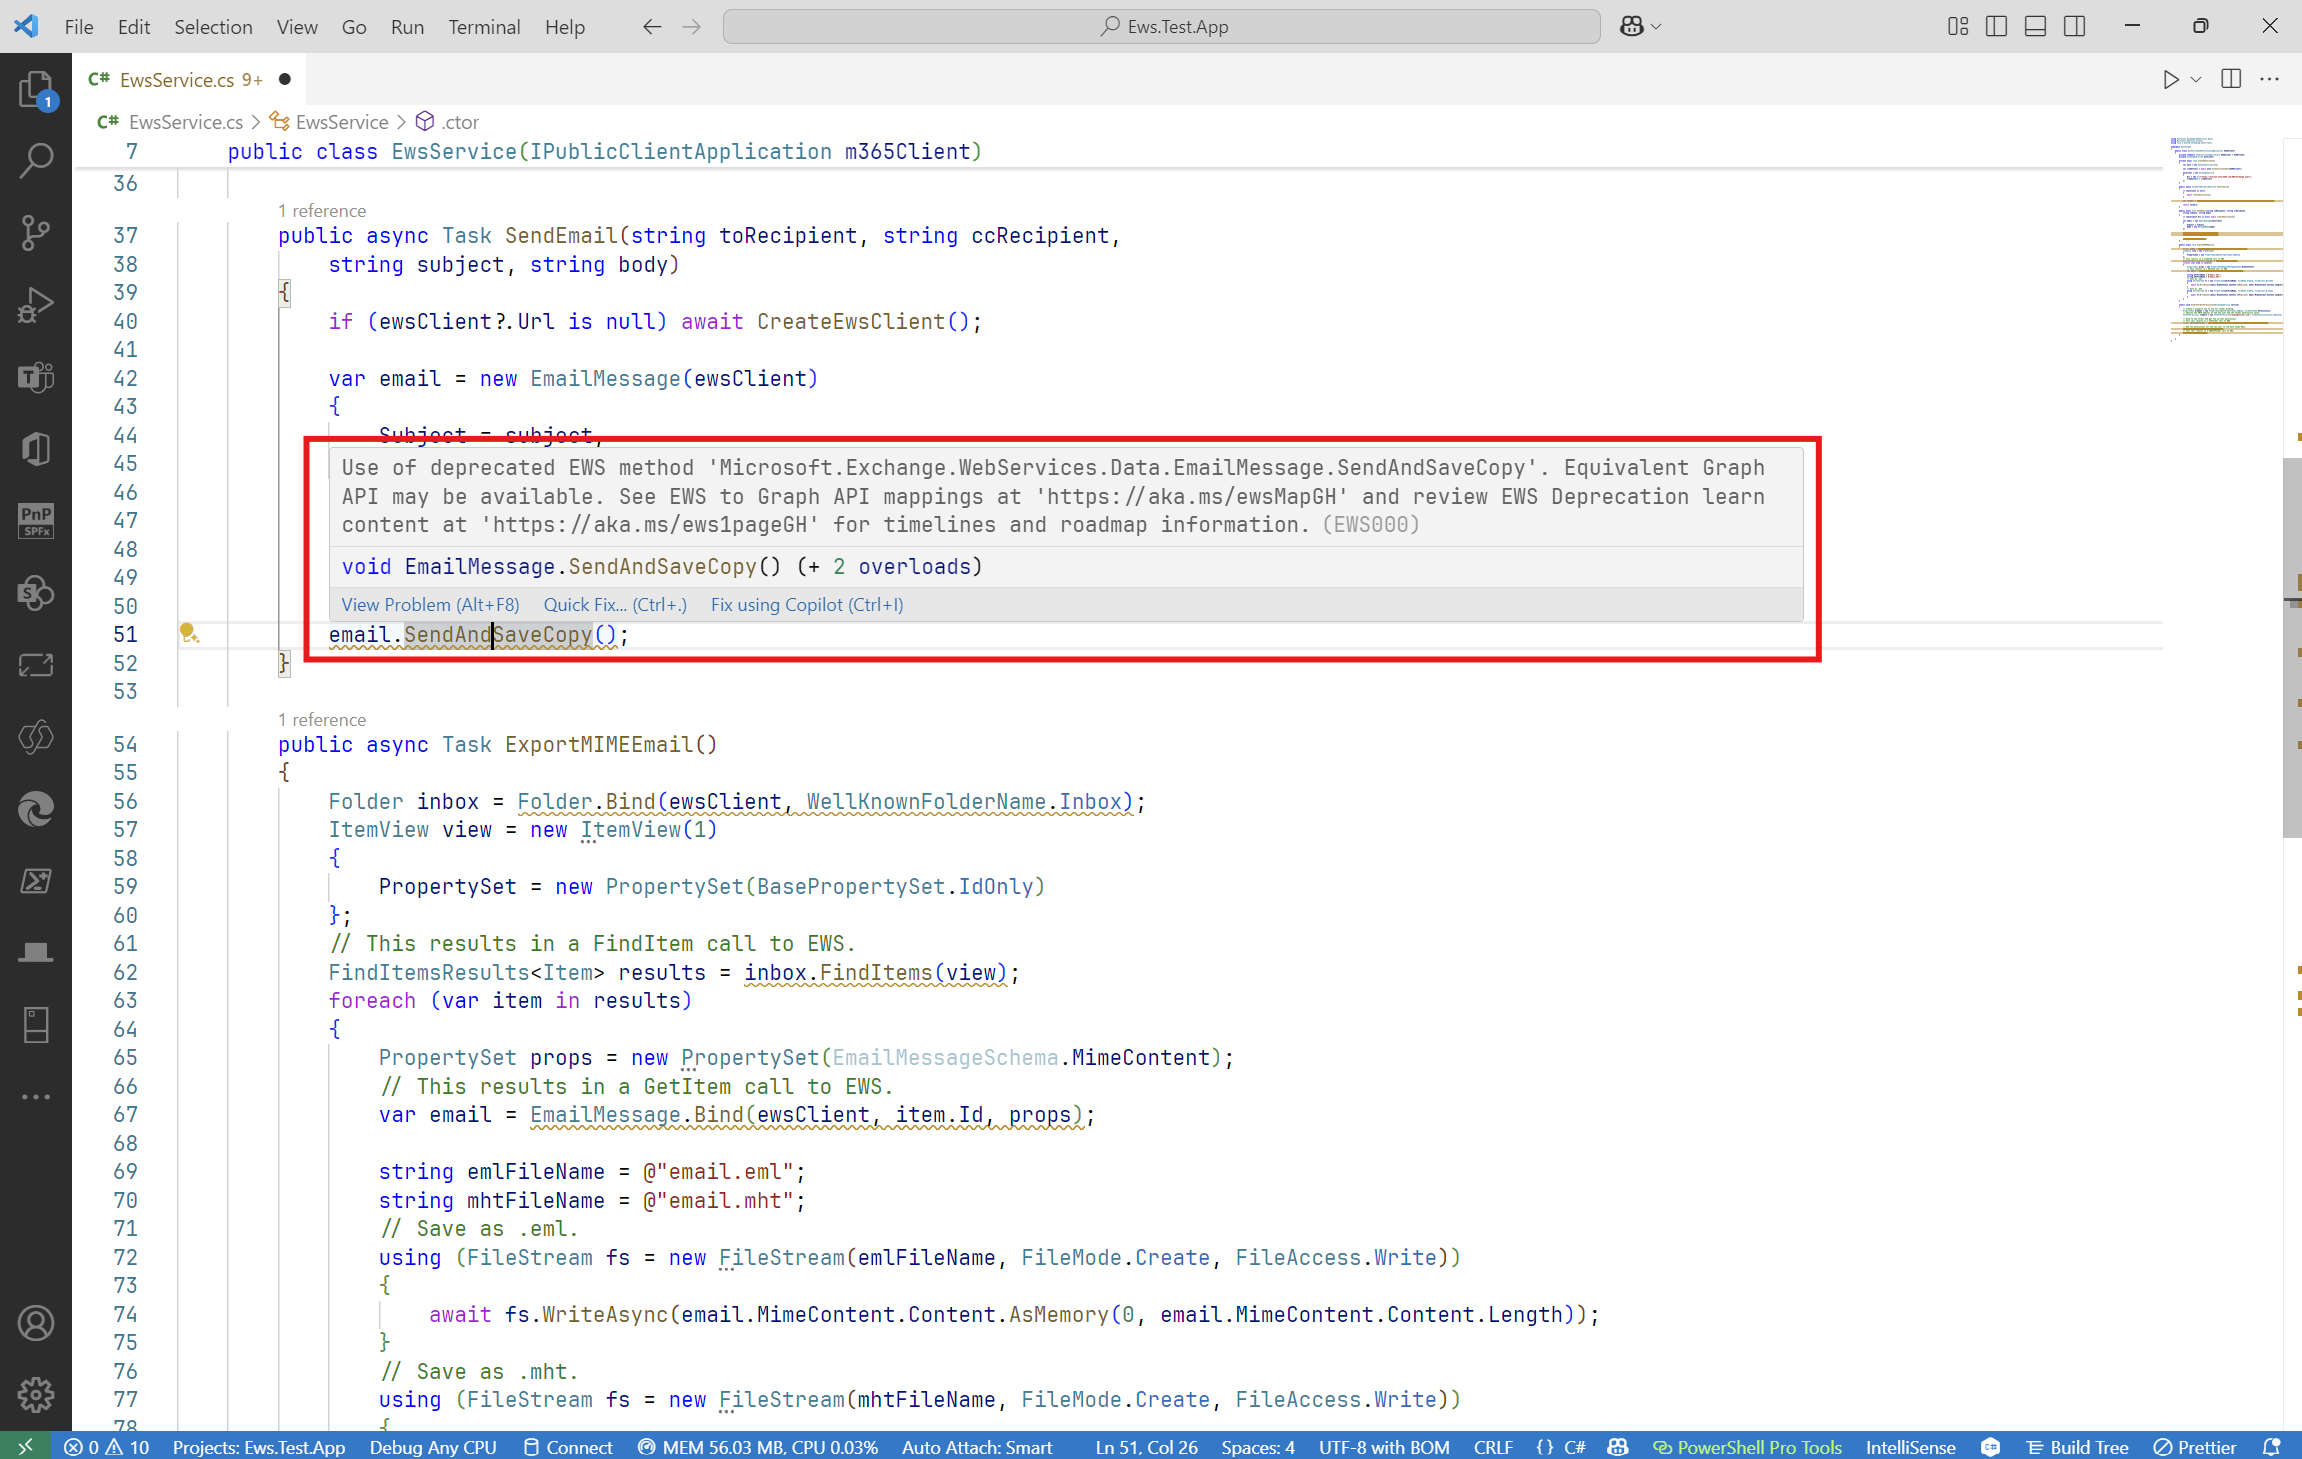 File Edit Selection View Go Run Terminal Help Ews.Test.App
C# EwsService.cs 9+
C# EwsService.cs > EwsService > .ctor
7 public class EwsService(IPublicClientApplication m365Client)
36
1 reference
37 public async Task SendEmail(string toRecipient, string ccRecipient,
38 string subject, string body)
39 {
40 if (ewsClient?.Url is null) await CreateEwsClient();
41
42 var email = new EmailMessage(ewsClient)
43 {
44 Subject = subject,
45 Use of deprecated EWS method 'Microsoft.Exchange.WebServices.Data.EmailMessage.SendAndSaveCopy'. Equivalent Graph
46 API may be available. See EWS to Graph API mappings at 'https://aka.ms/ewsMapGH' and review EWS Deprecation learn
47 content at 'https://aka.ms/ews1pageGH' for timelines and roadmap information. (EWS000)
48
49 void EmailMessage.SendAndSaveCopy() (+ 2 overloads)
50 View Problem (Alt+F8) Quick Fix... (Ctrl+.) Fix using Copilot (Ctrl+I)
51 email.SendAndSaveCopy();
52 }
53
1 reference
54 public async Task ExportMIMEEmail()
55 {
56 Folder inbox = Folder.Bind(ewsClient, WellKnownFolderName.Inbox);
57 ItemView view = new ItemView(1)
58 {
59 PropertySet = new PropertySet(BasePropertySet.IdOnly)
60 };
61 // This results in a FindItem call to EWS.
62 FindItemsResults<Item> results = inbox.FindItems(view);
63 foreach (var item in results)
64 {
65 PropertySet props = new PropertySet(EmailMessageSchema.MimeContent);
66 // This results in a GetItem call to EWS.
67 var email = EmailMessage.Bind(ewsClient, item.Id, props);
68
69 string emlFileName = @"email.eml";
70 string mhtFileName = @"email.mht";
71 // Save as .eml.
72 using (FileStream fs = new FileStream(emlFileName, FileMode.Create, FileAccess.Write))
73 {
74 await fs.WriteAsync(email.MimeContent.Content.AsMemory(0, email.MimeContent.Content.Length));
75 }
76 // Save as .mht.
77 using (FileStream fs = new FileStream(mhtFileName, FileMode.Create, FileAccess.Write))
78 {
1
PnP
SPFx
0 10 Projects: Ews.Test.App Debug Any CPU Connect MEM 56.03 MB, CPU 0.03% Auto Attach: Smart Ln 51, Col 26 Spaces: 4 UTF-8 with BOM CRLF {} C# PowerShell Pro Tools IntelliSense Build Tree Prettier